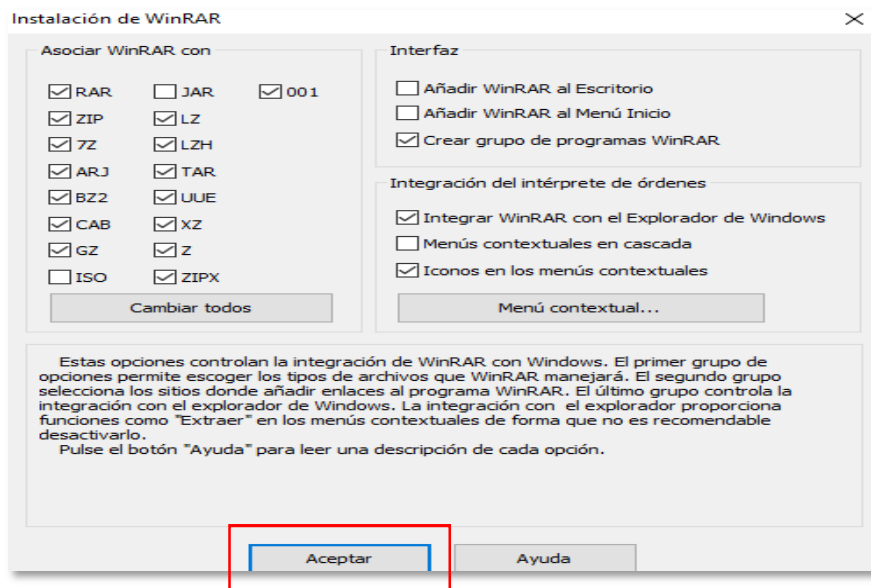 Instalación de WinRAR
Asociar WinRAR con
RAR
JAR
001
ZIP
LZ
7Z
LZH
ARJ
TAR
BZ2
UUE
CAB
XZ
GZ
Z
ISO
ZIPX
Cambiar todos
Interfaz
Añadir WinRAR al Escritorio
Añadir WinRAR al Menú Inicio
Crear grupo de programas WinRAR
Integración del intérprete de órdenes
Integrar WinRAR con el Explorador de Windows
Menús contextuales en cascada
Iconos en los menús contextuales
Menú contextual...
Estas opciones controlan la integración de WinRAR con Windows. El primer grupo de
opciones permite escoger los tipos de archivos que WinRAR manejará. El segundo grupo
selecciona los sitios donde añadir enlaces al programa WinRAR. El último grupo controla la
integración con el explorador de Windows. La integración con el explorador proporciona
funciones como "Extraer" en los menús contextuales de forma que no es recomendable
desactivarlo.
Pulse el botón "Ayuda" para leer una descripción de cada opción.
Aceptar
Ayuda